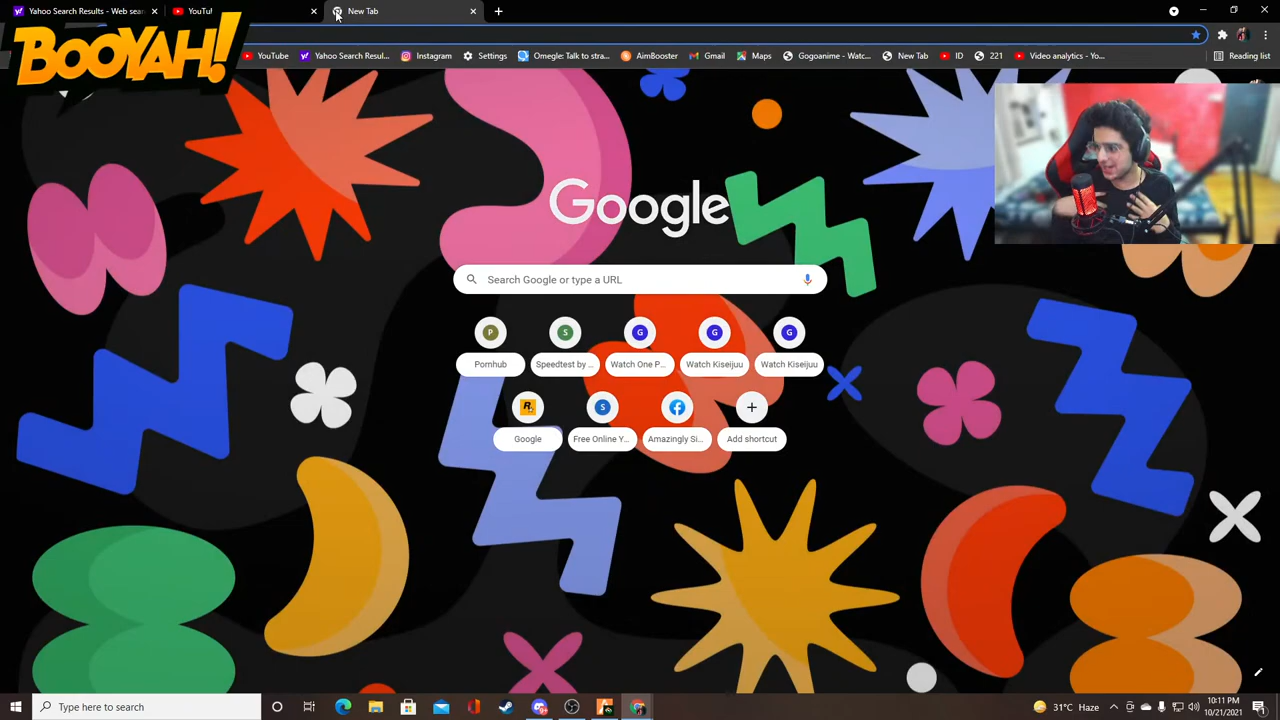 Yahoo Search Results - Web sear
YouTu
New Tab
BOOYAH!
YouTube
Yahoo Search Resul...
Instagram
Settings
Omegle: Talk to stra...
AimBooster
Gmail
Maps
Gogoanime - Watc...
New Tab
ID
221
Video analytics - Yo...
Reading list
Google
Search Google or type a URL
P
S
G
G
G
Pornhub
Speedtest by ...
Watch One P...
Watch Kiseijuu
Watch Kiseijuu
R
S
Google
Free Online Y...
Amazingly Si...
Add shortcut
Type here to search
31°C Haze
10:11 PM
10/21/2021